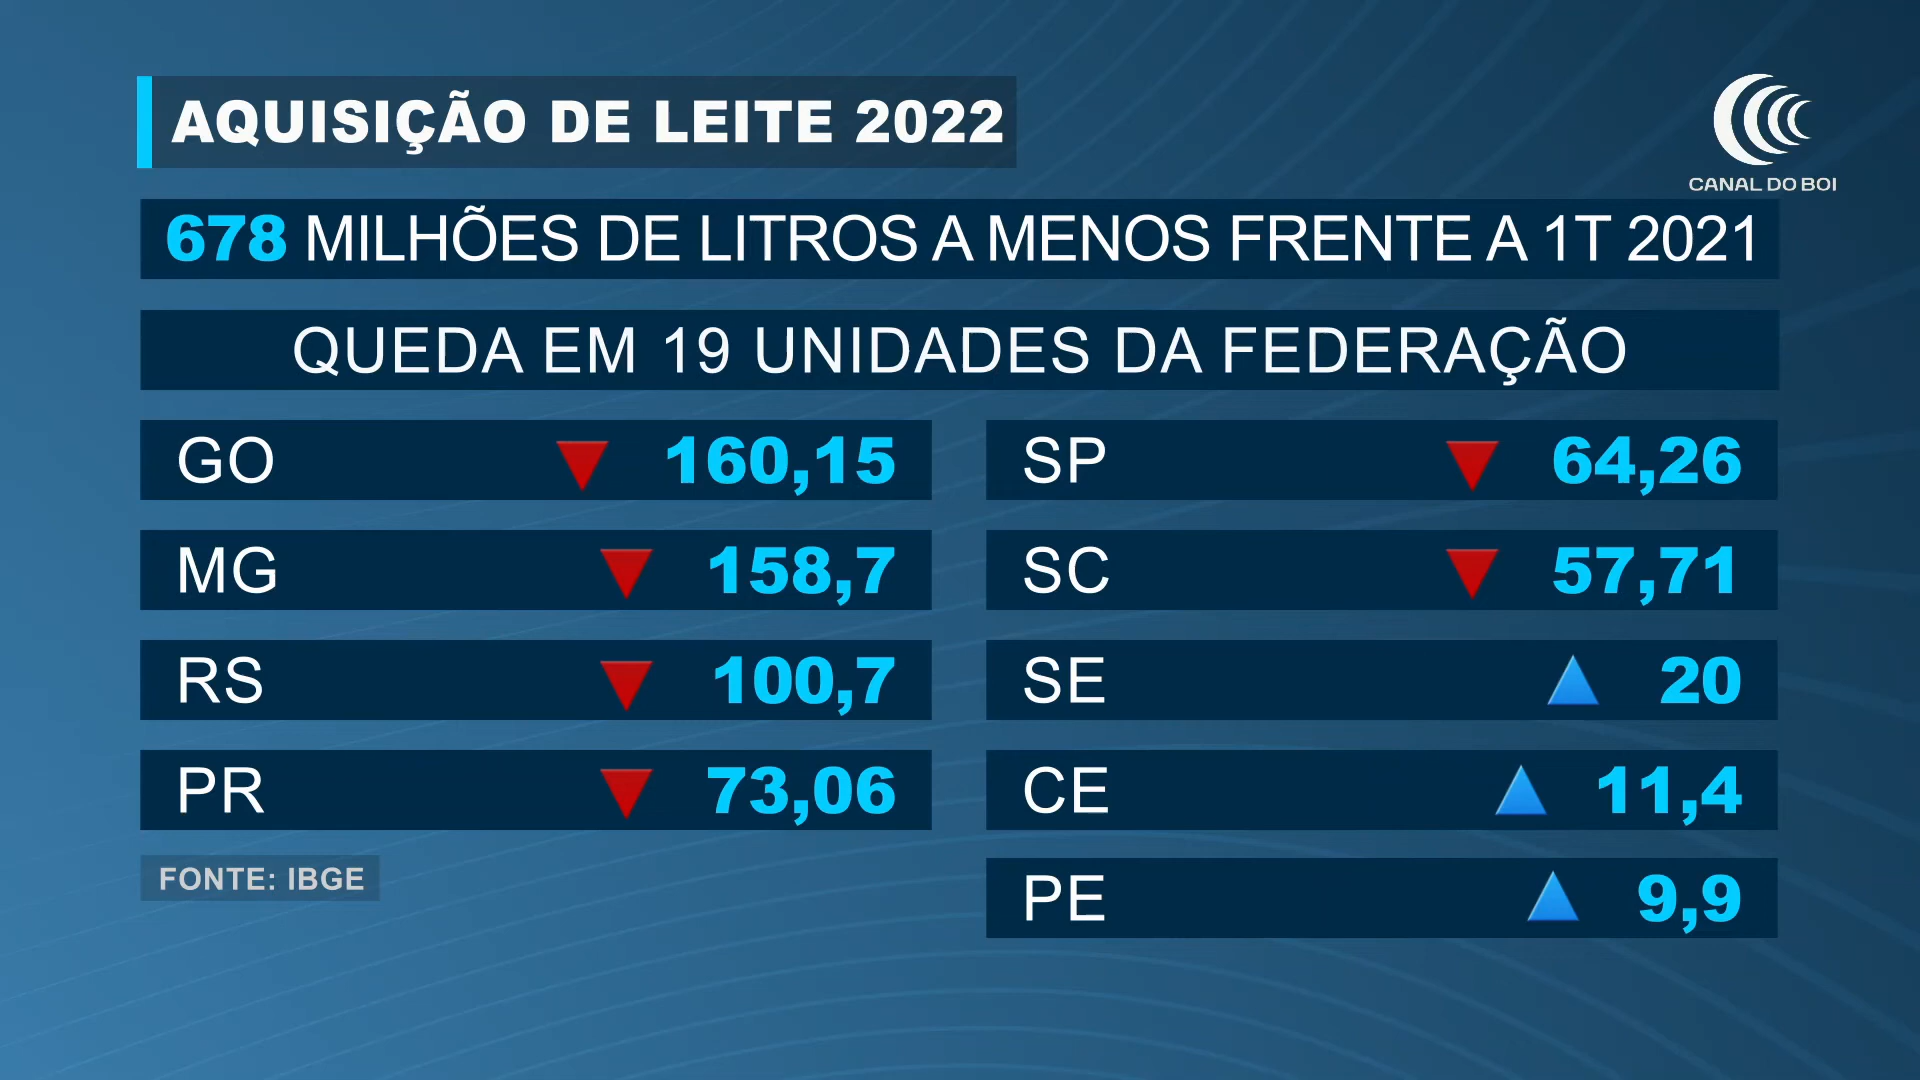 AQUISIÇÃO DE LEITE 2022
CANAL DO BOI
678 MILHÕES DE LITROS A MENOS FRENTE A 1T 2021
QUEDA EM 19 UNIDADES DA FEDERAÇÃO
GO 160,15
MG 158,7
RS 100,7
PR 73,06
SP 64,26
SC 57,71
SE 20
CE 11,4
PE 9,9
FONTE: IBGE